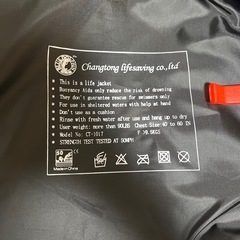 Changtong lifesaving co.,ltd
This is a life jacket
Buorancy Aids only reduce the risk of drowning
They don't guarantee rescue for swimmers only
For use in sheltered waters with help at hand
Don't use as a cushion
Rinse with fresh water after use and hang up to dry
User weight: more than 90LBS Chest Size: 40 to 60 IN
Model No: CT-1017
STRENGTH TEST TESTED AT 50MPH
Made in China